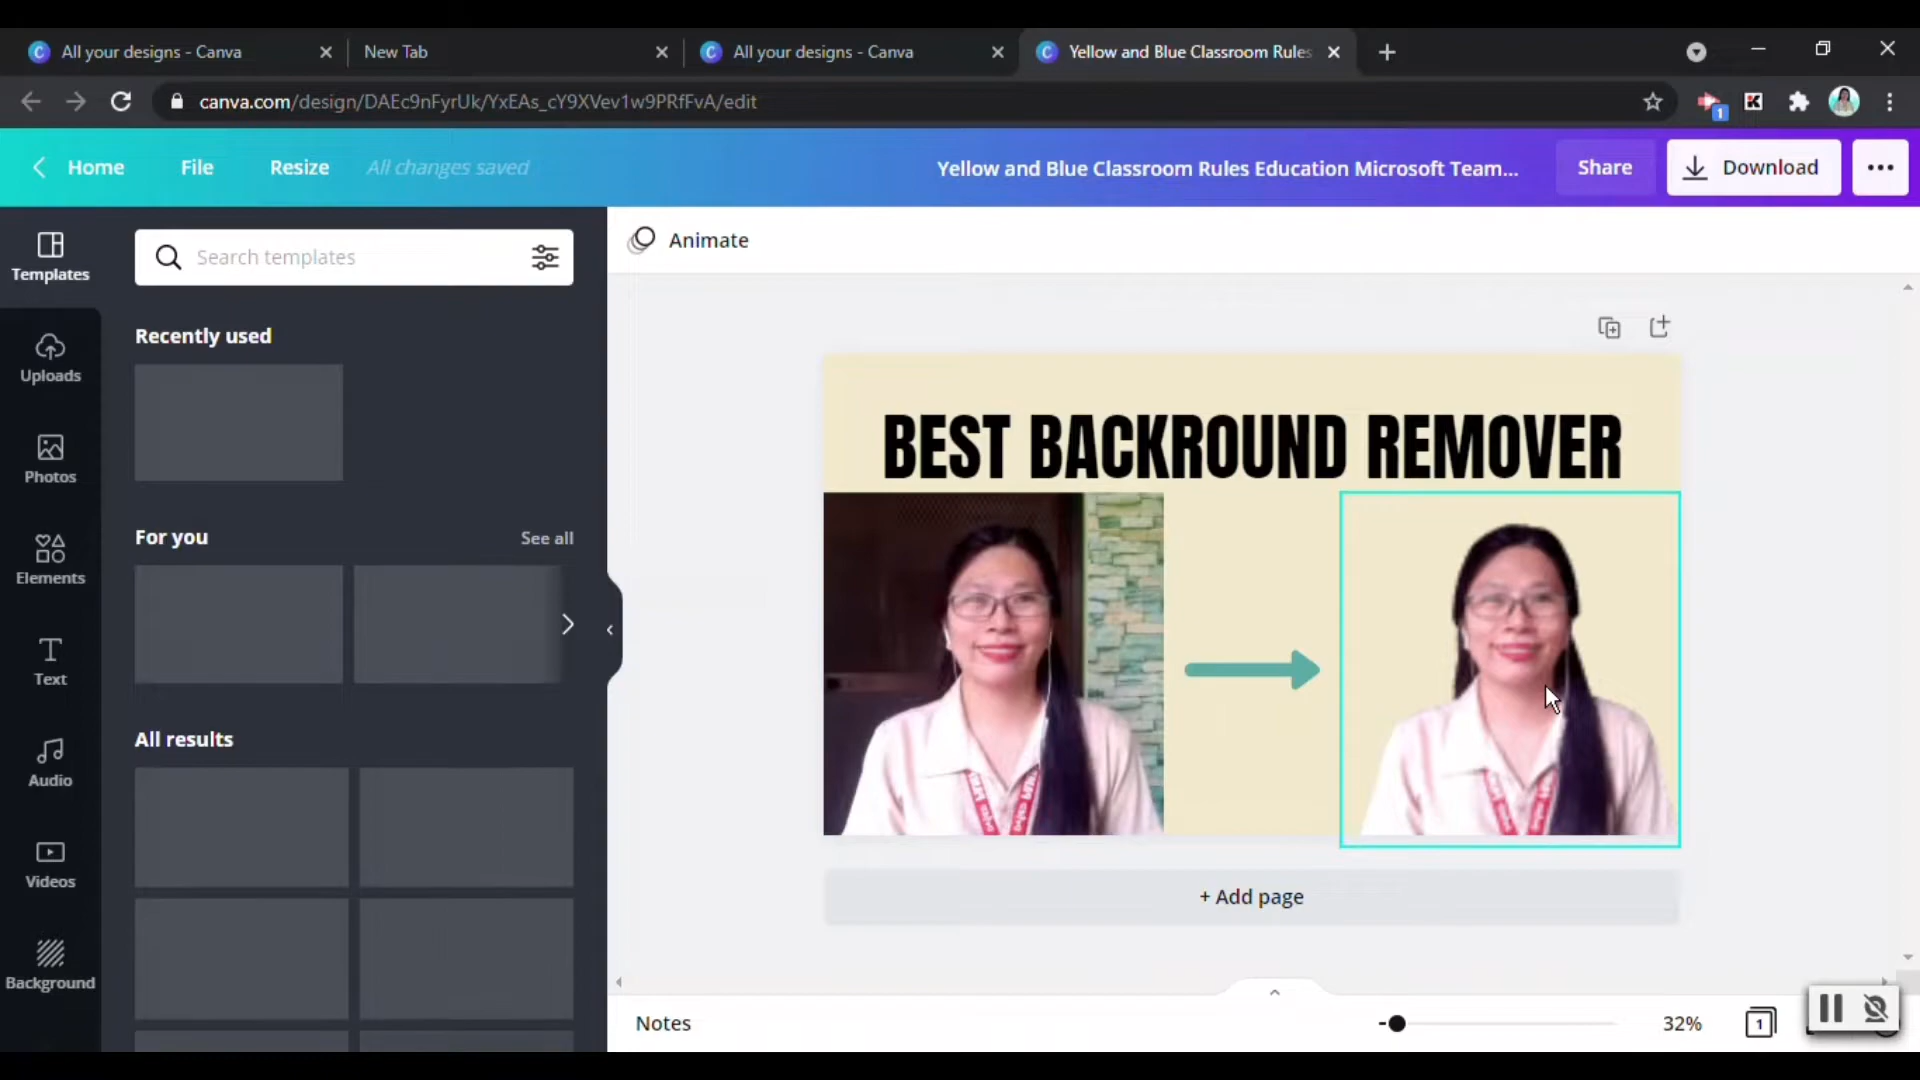 All your designs - Canva
New Tab
All your designs - Canva
Yellow and Blue Classroom Rules
canva.com/design/DAEc9nFyrUk/YxEAs_cY9XVev1w9PRfFvA/edit
1
Home
File
Resize
All changes saved
Yellow and Blue Classroom Rules Education Microsoft Team...
Share
Download
Templates
Search templates
Animate
Recently used
Uploads
Photos
For you
See all
Elements
Text
All results
Audio
Videos
Background
BEST BACKROUND REMOVER
+ Add page
Notes
32%
1